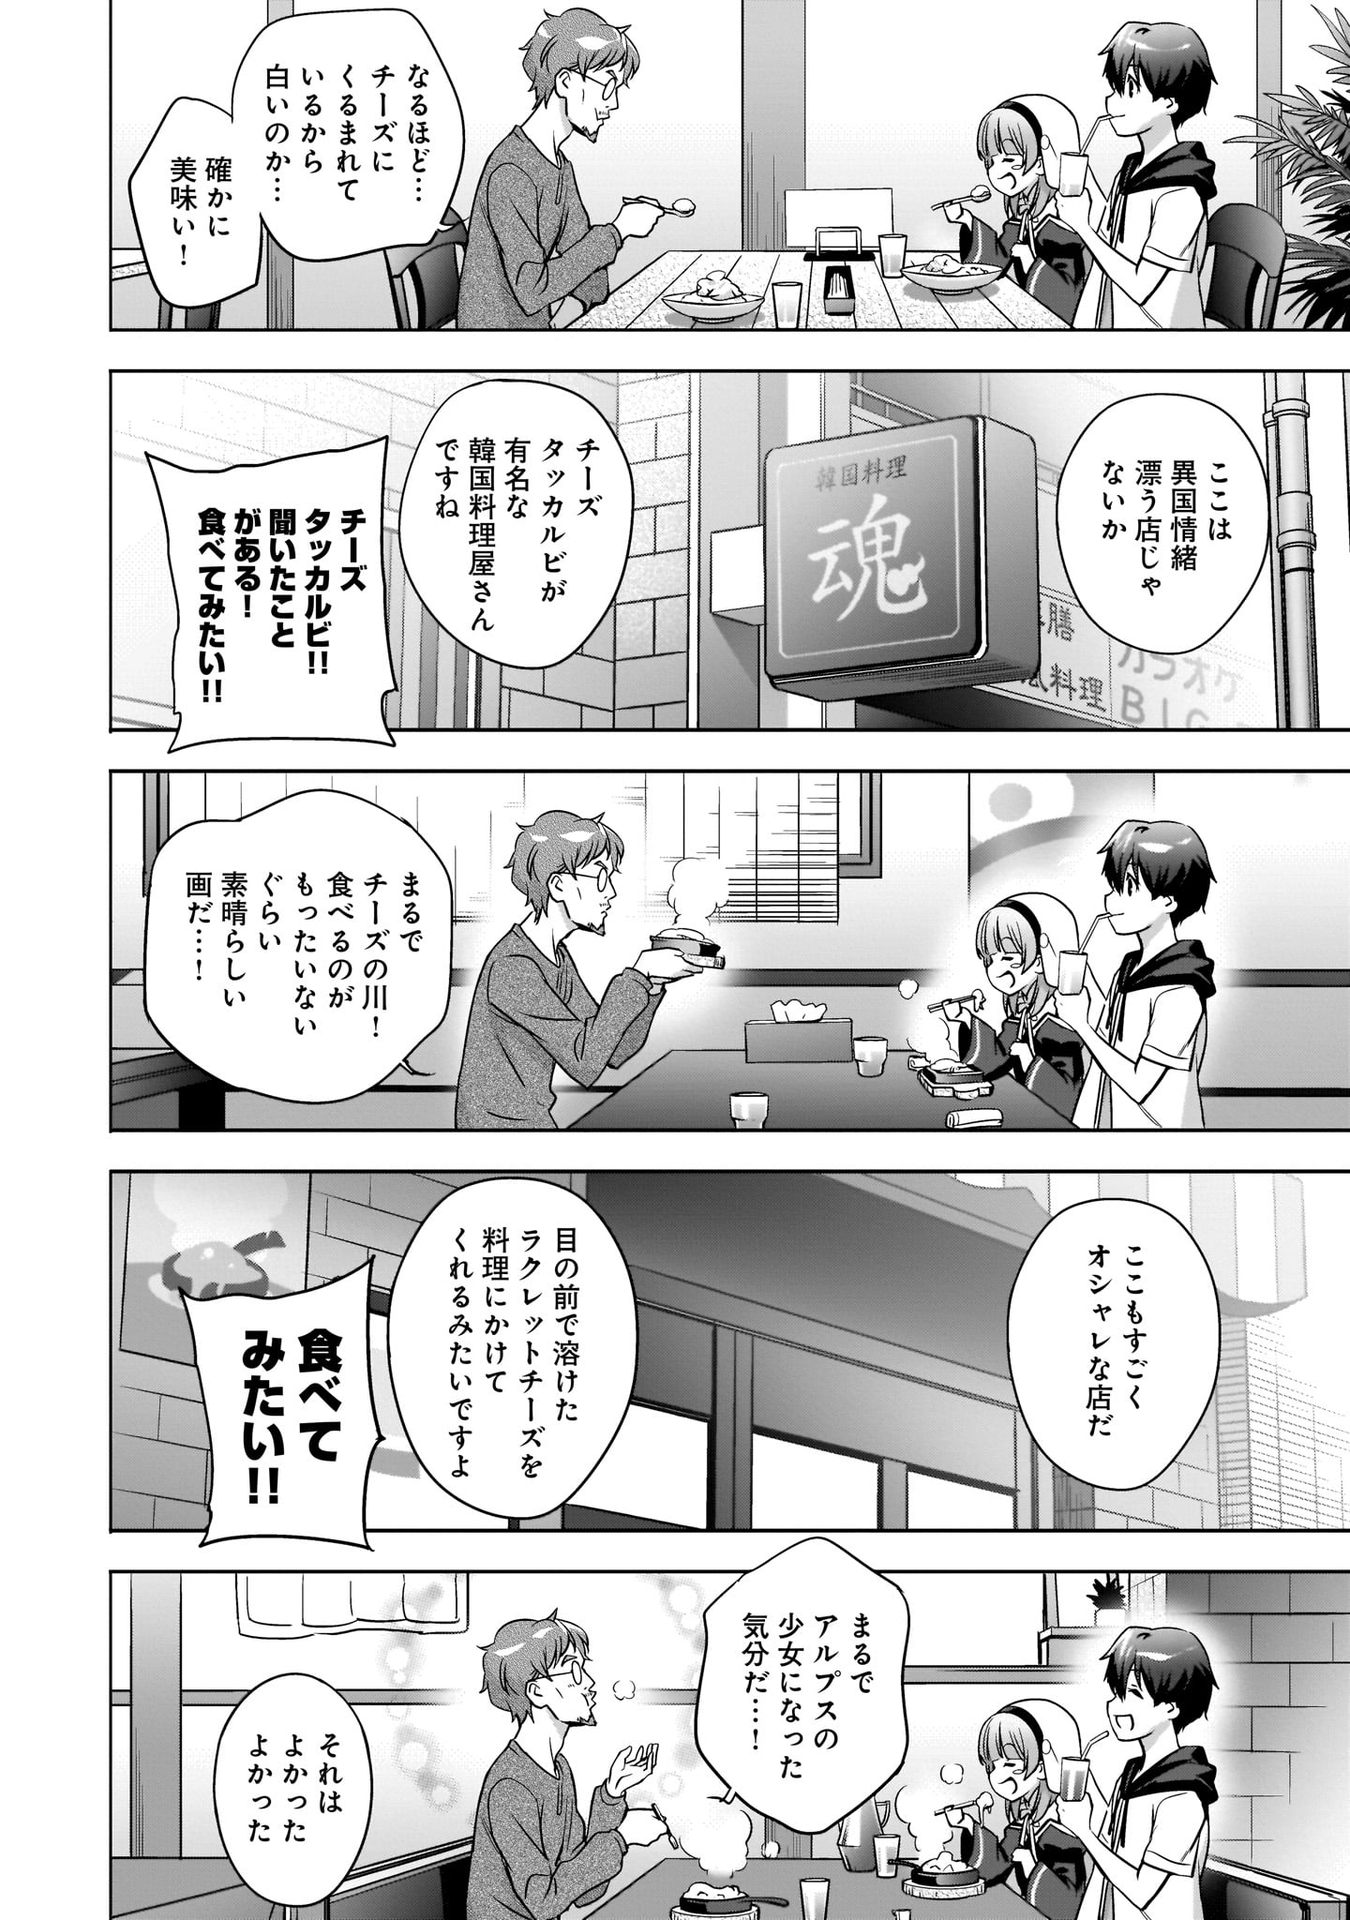 なるほど…
チーズに
くるまれて
いるから
白いのか…
確かに
美味い！
ここは
異国情緒
漂う店じゃ
ないか
韓国料理
魂
膳
料理
カラオケ
BIG
チーズ
タッカルビが
有名な
韓国料理屋さん
ですね
チーズ
タッカルビ!!
聞いたこと
がある！
食べてみたい!!
まるで
チーズの川！
食べるのが
もったいない
ぐらい
素晴らしい
画だ…！
ここもすごく
オシャレな店だ
目の前で溶けた
ラクレットチーズを
料理にかけて
くれるみたいですよ
食べて
みたい!!
まるで
アルプスの
少女になった
気分だ…！
それは
よかった
よかった